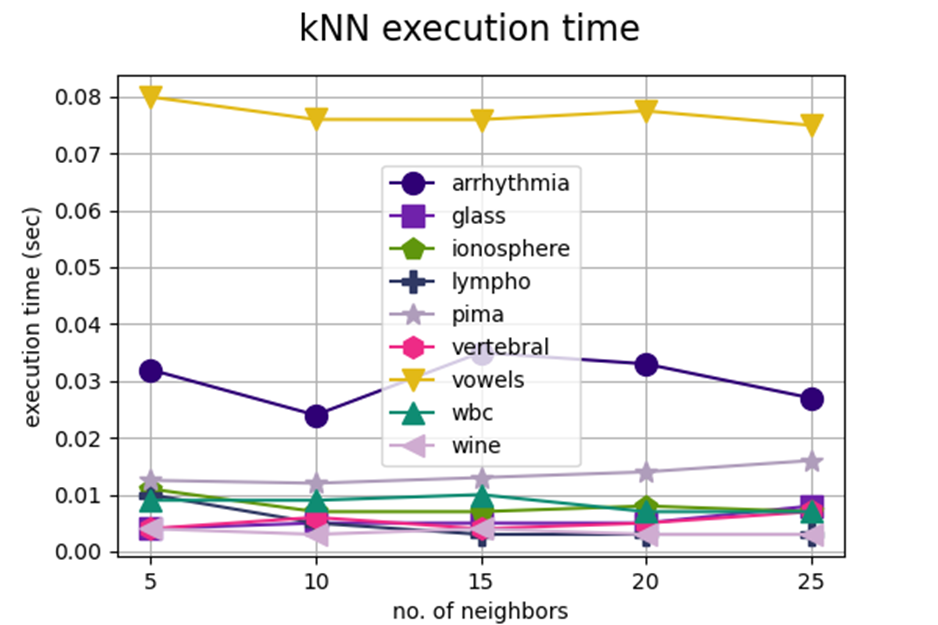 kNN execution time
execution time (sec)
0.08
0.07
0.06
0.05
0.04
0.03
0.02
0.01
0.00
arrhythmia
glass
ionosphere
lympho
pima
vertebral
vowels
wbc
wine
5 10 15 20 25
no. of neighbors